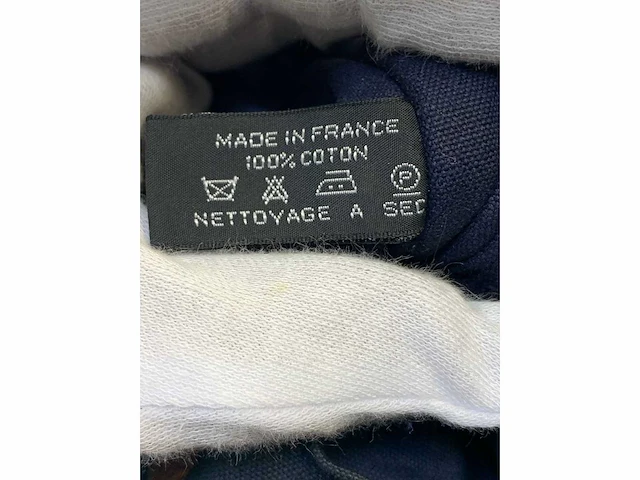 MADE IN FRANCE
100% COTON
P
NETTOYAGE A SEC